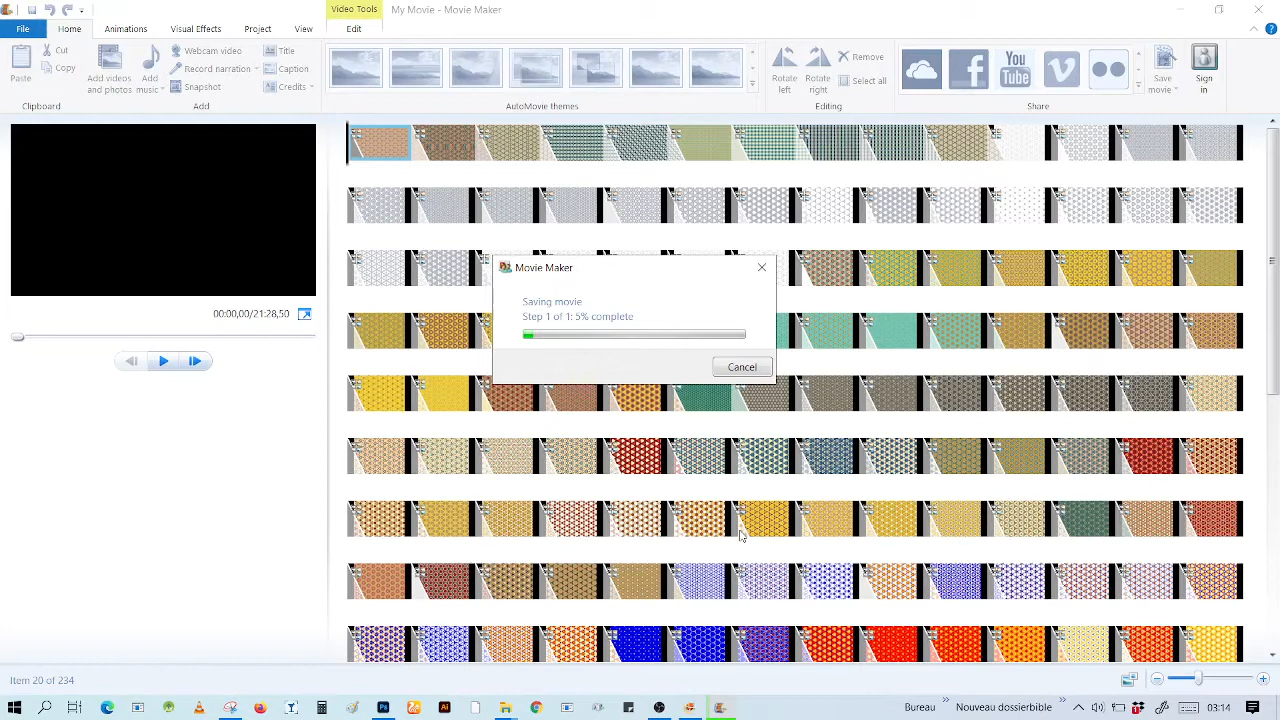 Video Tools
My Movie - Movie Maker
File
Home
Animations
Visual Effects
Project
View
Edit
Paste
Cut
Copy
Clipboard
Add videos
and photos
Add
music
Webcam video
Record narration
Snapshot
Title
Caption
Credits
Add
AutoMovie themes
Rotate
left
Rotate
right
Remove
Select all
Editing
You
Tube
Share
Save
movie
Sign
in
00:00,00/21:28,50
Movie Maker
Saving movie
Step 1 of 1: 5% complete
Cancel
Item 20 of 234
Bureau
Nouveau dossierbible
03:14